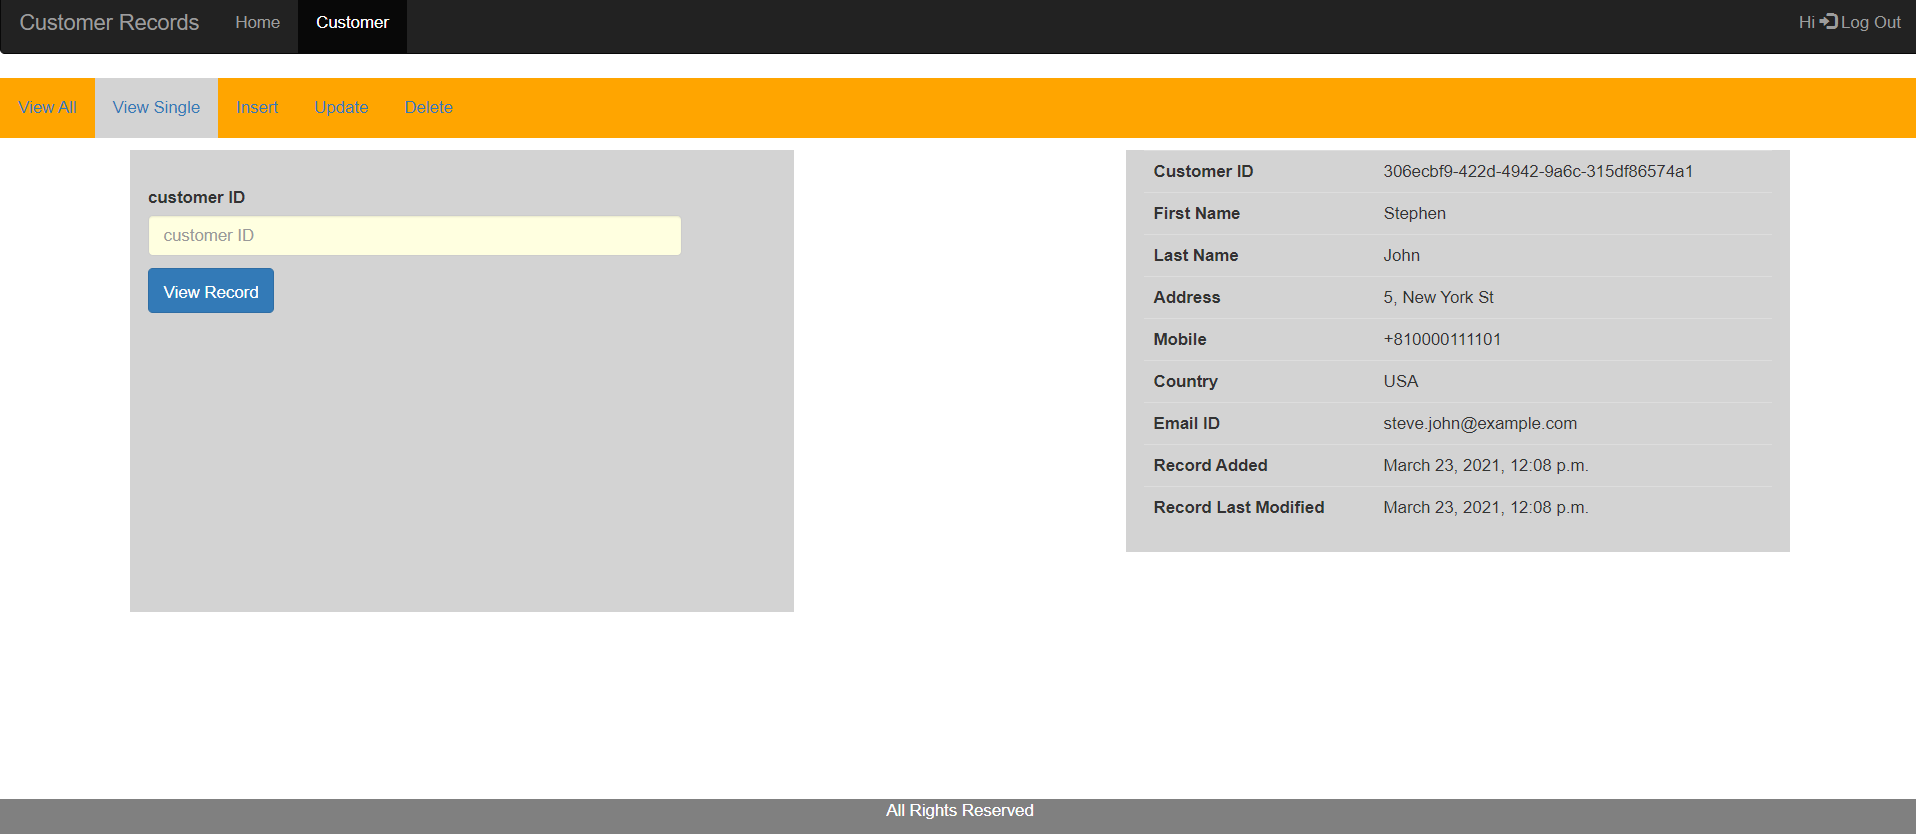 Customer Records Home Customer Hi Log Out
View All View Single Insert Update Delete
customer ID
customer ID
View Record
Customer ID 306ecbf9-422d-4942-9a6c-315df86574a1
First Name Stephen
Last Name John
Address 5, New York St
Mobile +810000111101
Country USA
Email ID steve.john@example.com
Record Added March 23, 2021, 12:08 p.m.
Record Last Modified March 23, 2021, 12:08 p.m.
All Rights Reserved